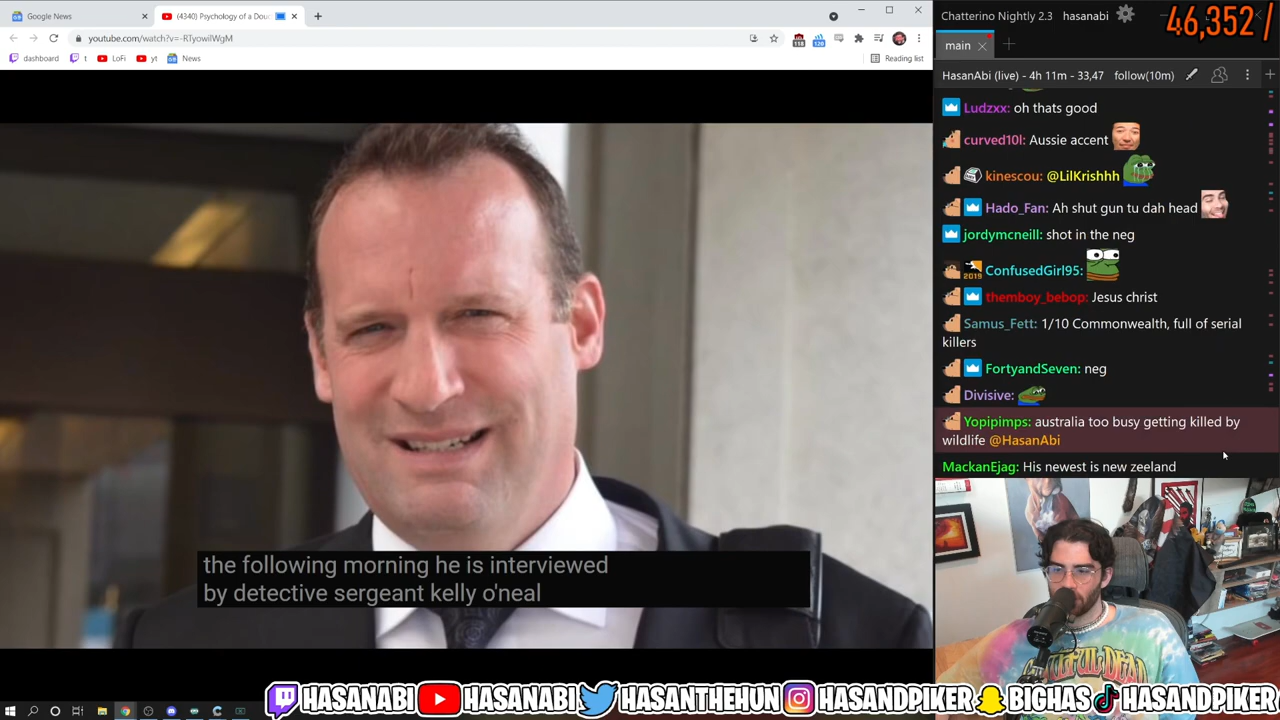 Google News
(4340) Psychology of a Dou
youtube.com/watch?v=-RTyowilWgM
118
120
dashboard
t
LoFi
yt
News
Reading list
the following morning he is interviewed
by detective sergeant kelly o'neal
Chatterino Nightly 2.3
hasanabi
46,352 /
main
HasanAbi (live) - 4h 11m - 33,47
follow(10m)
Ludzxx: oh thats good
curved10l: Aussie accent
kinescou: @LilKrishhh
Hado_Fan: Ah shut gun tu dah head
jordymcneill: shot in the neg
2019 ConfusedGirl95:
themboy_bebop: Jesus christ
Samus_Fett: 1/10 Commonwealth, full of serial
killers
FortyandSeven: neg
Divisive:
Yopipimps: australia too busy getting killed by
wildlife @HasanAbi
MackanEjag: His newest is new zeeland
HASANABI
HASANABI
HASANTHEHUN
HASANDPIKER
BIGHAS
HASANDPIKER